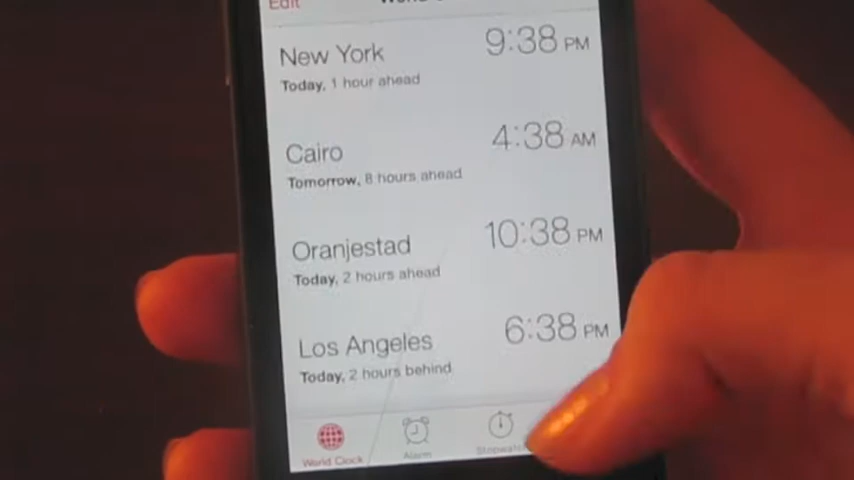 Edit
New York
9:38 PM
Today, 1 hour ahead
Cairo
4:38 AM
Tomorrow, 8 hours ahead
Oranjestad
10:38 PM
Today, 2 hours ahead
Los Angeles
6:38 PM
Today, 2 hours behind
World Clock
Alarm